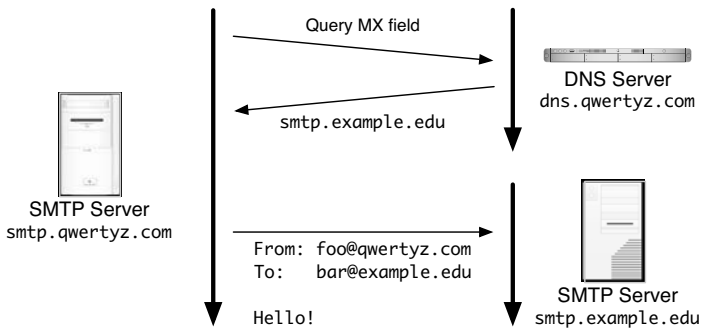 Query MX field
DNS Server
dns.qwertyz.com
smtp.example.edu
SMTP Server
smtp.qwertyz.com
From: foo@qwertyz.com
To: bar@example.edu
Hello!
SMTP Server
smtp.example.edu